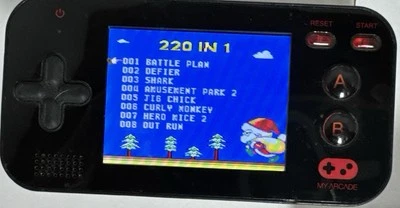 220 IN 1
RESET
START
001 BATTLE PLAN
002 DEFIER
003 SHARK
004 AMUSEMENT PARK 2
005 JIG CHICK
006 CURLY MONKEY
007 HERO MICE 2
008 OUT RUN
A
B
MY ARCADE